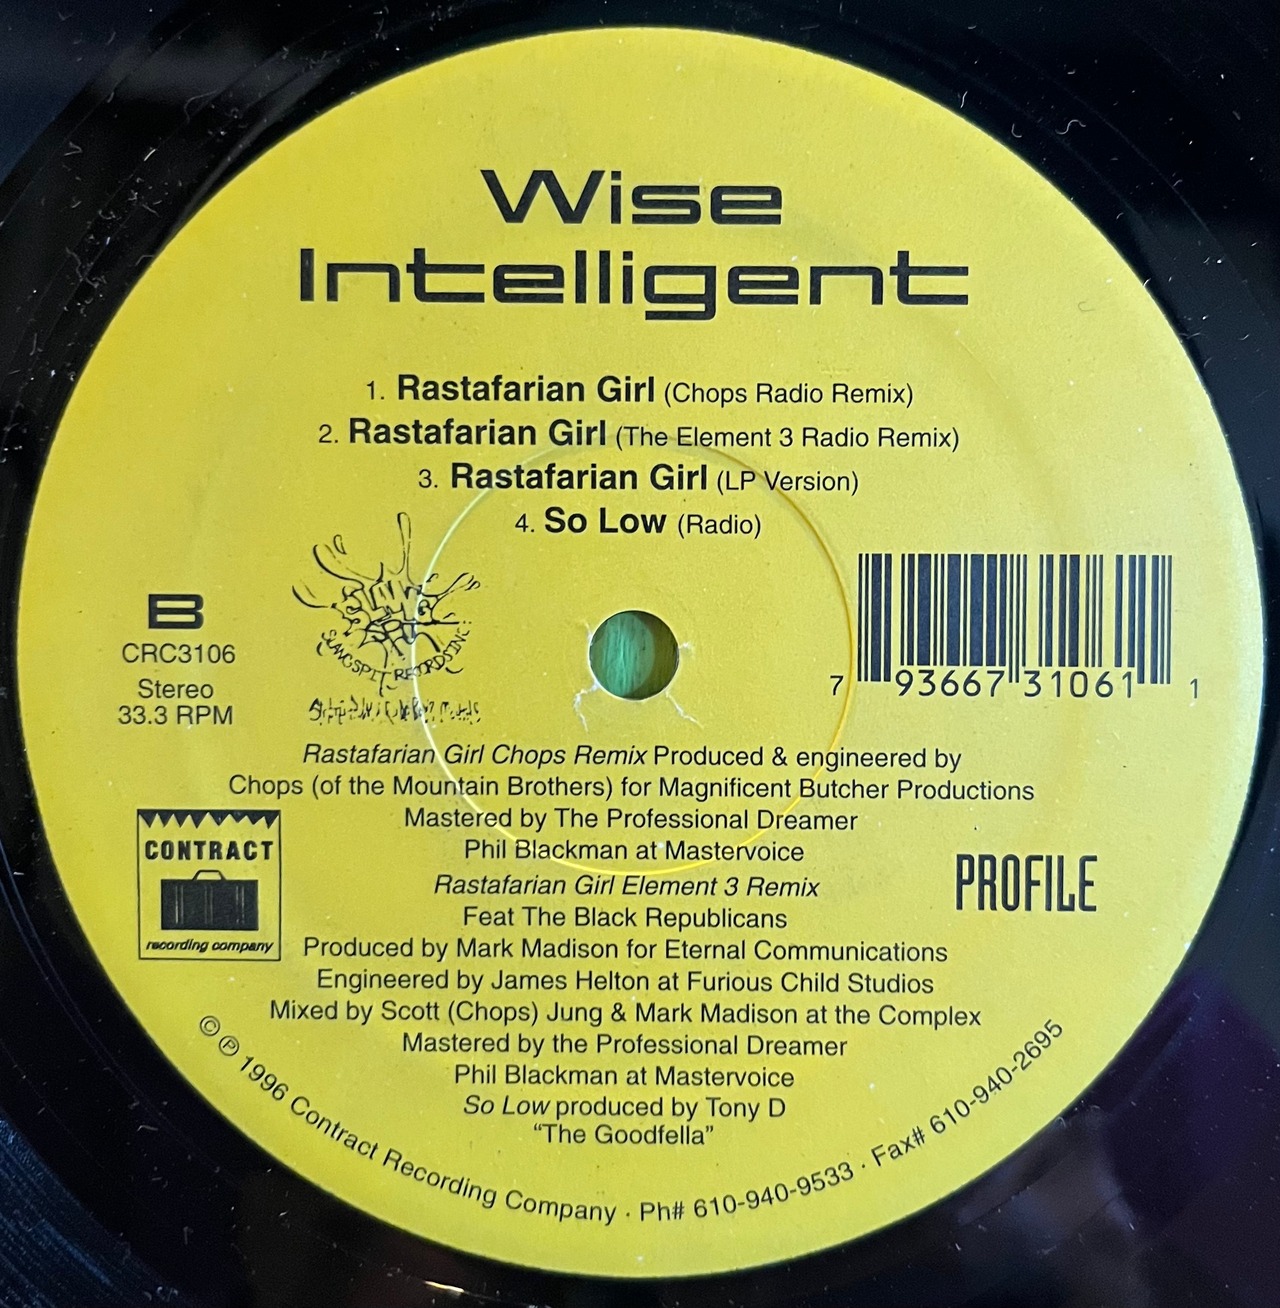 Wise
Intelligent
1. Rastafarian Girl (Chops Radio Remix)
2. Rastafarian Girl (The Element 3 Radio Remix)
3. Rastafarian Girl (LP Version)
4. So Low (Radio)
B
CRC3106
Stereo
33.3 RPM
SLANG SPIT RECORDS INC.
7 93667 31061 1
Rastafarian Girl Chops Remix Produced & engineered by
Chops (of the Mountain Brothers) for Magnificent Butcher Productions
Mastered by The Professional Dreamer
Phil Blackman at Mastervoice
Rastafarian Girl Element 3 Remix
Feat The Black Republicans
Produced by Mark Madison for Eternal Communications
Engineered by James Helton at Furious Child Studios
Mixed by Scott (Chops) Jung & Mark Madison at the Complex
Mastered by the Professional Dreamer
Phil Blackman at Mastervoice
So Low produced by Tony D
“The Goodfella”
CONTRACT
recording company
PROFILE
© ℗ 1996 Contract Recording Company · Ph# 610-940-9533 · Fax# 610-940-2695